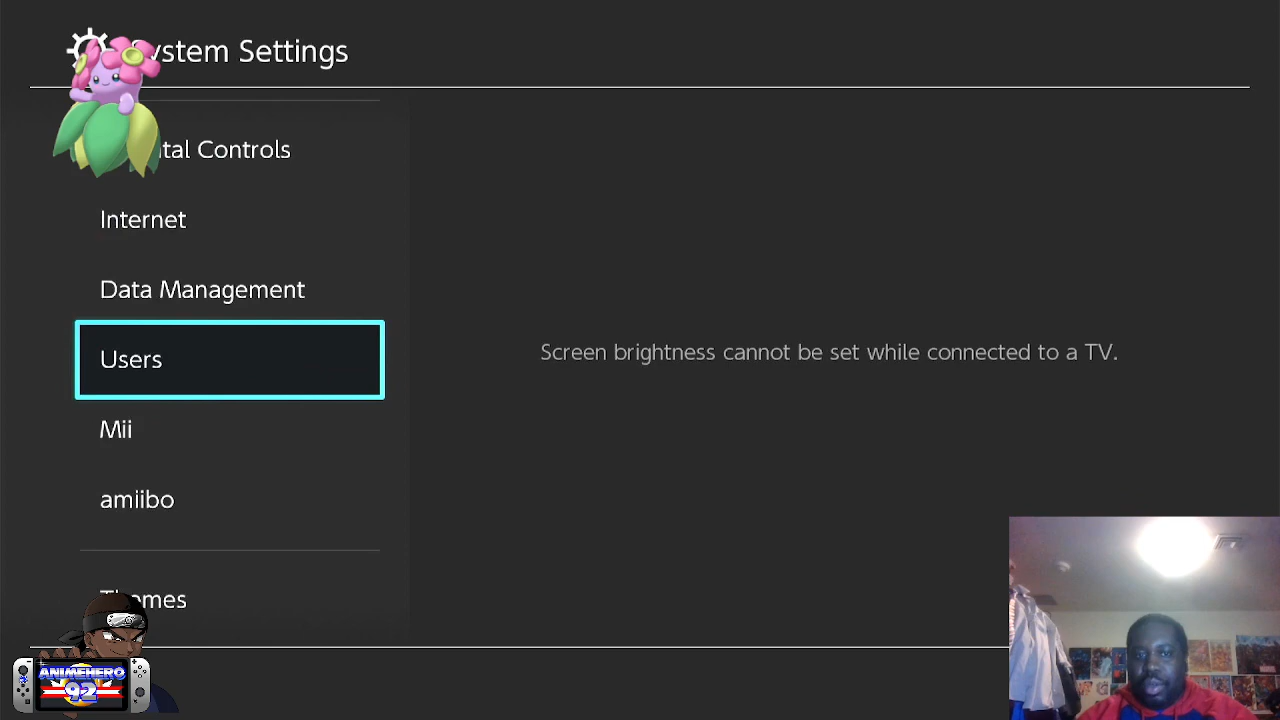 ystem Settings
tal Controls
Internet
Data Management
Users
Screen brightness cannot be set while connected to a TV.
Mii
amiibo
Themes
ANIMEHERO
92